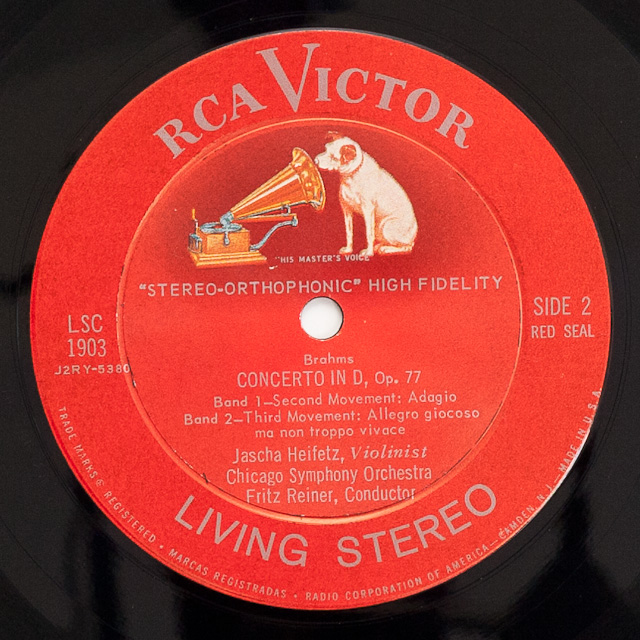 RCA VICTOR
"HIS MASTER'S VOICE"
"STEREO-ORTHOPHONIC" HIGH FIDELITY
LSC
1903
J2RY-5380
SIDE 2
RED SEAL
Brahms
CONCERTO IN D, Op. 77
Band 1—Second Movement: Adagio
Band 2—Third Movement: Allegro giocoso
ma non troppo vivace
Jascha Heifetz, Violinist
Chicago Symphony Orchestra
Fritz Reiner, Conductor
LIVING STEREO
TRADE MARKS ® REGISTERED • MARCAS REGISTRADAS • RADIO CORPORATION OF AMERICA—CAMDEN, N.J.—MADE IN U.S.A.